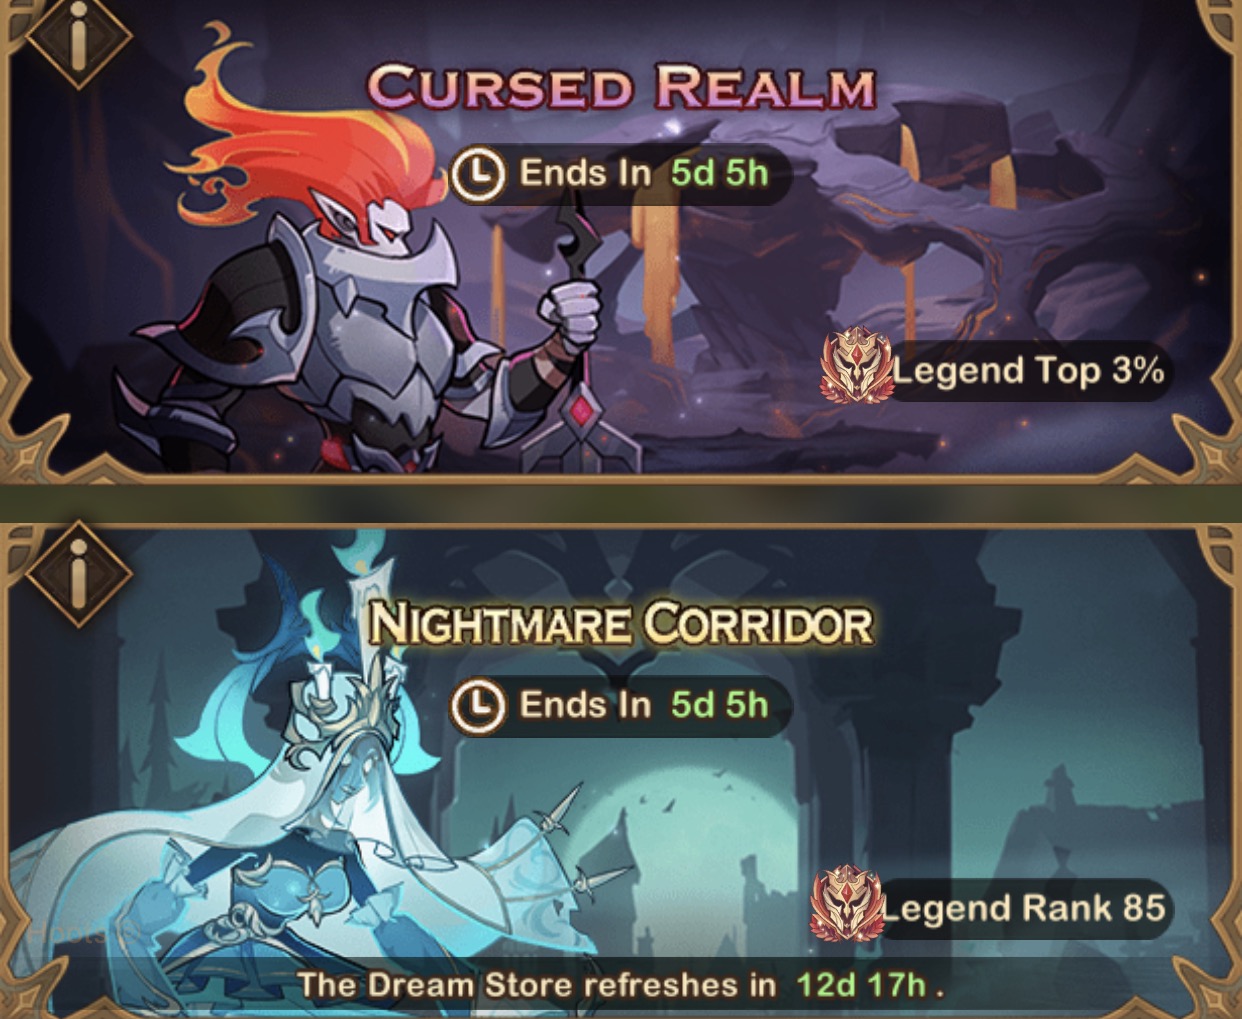 CURSED REALM
Ends In 5d 5h
Legend Top 3%
NIGHTMARE CORRIDOR
Ends In 5d 5h
Legend Rank 85
The Dream Store refreshes in 12d 17h .